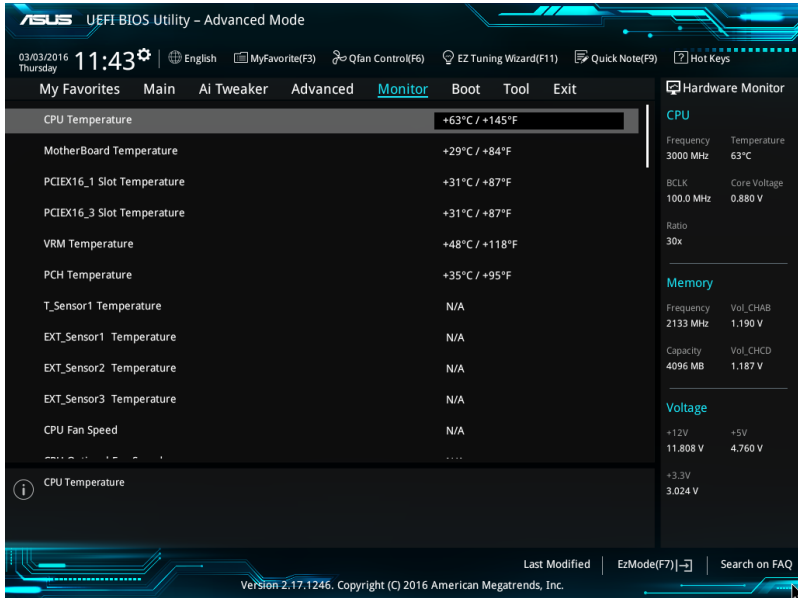 ASUS UEFI BIOS Utility – Advanced Mode
03/03/2016 Thursday 11:43 English MyFavorite(F3) Qfan Control(F6) EZ Tuning Wizard(F11) Quick Note(F9) ? Hot Keys
My Favorites Main Ai Tweaker Advanced Monitor Boot Tool Exit
CPU Temperature +63°C / +145°F
MotherBoard Temperature +29°C / +84°F
PCIEX16_1 Slot Temperature +31°C / +87°F
PCIEX16_3 Slot Temperature +31°C / +87°F
VRM Temperature +48°C / +118°F
PCH Temperature +35°C / +95°F
T_Sensor1 Temperature N/A
EXT_Sensor1 Temperature N/A
EXT_Sensor2 Temperature N/A
EXT_Sensor3 Temperature N/A
CPU Fan Speed N/A
CPU Temperature
Hardware Monitor
CPU
Frequency Temperature
3000 MHz 63°C
BCLK Core Voltage
100.0 MHz 0.880 V
Ratio
30x
Memory
Frequency Vol_CHAB
2133 MHz 1.190 V
Capacity Vol_CHCD
4096 MB 1.187 V
Voltage
+12V +5V
11.808 V 4.760 V
+3.3V
3.024 V
Last Modified EzMode(F7) Search on FAQ
Version 2.17.1246. Copyright (C) 2016 American Megatrends, Inc.